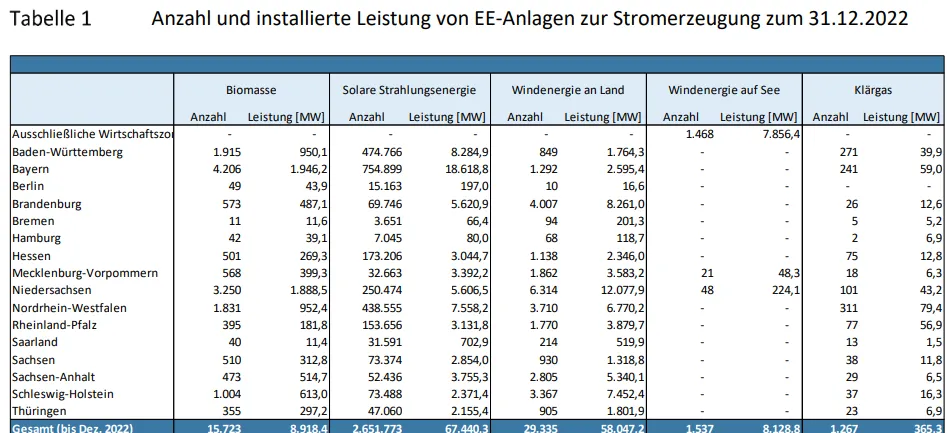 Tabelle 1 Anzahl und installierte Leistung von EE-Anlagen zur Stromerzeugung zum 31.12.2022
Biomasse Solare Strahlungsenergie Windenergie an Land Windenergie auf See Klärgas
Anzahl Leistung [MW] Anzahl Leistung [MW] Anzahl Leistung [MW] Anzahl Leistung [MW] Anzahl Leistung [MW]
Ausschließliche Wirtschaftszo - - - - - - 1.468 7.856,4 - -
Baden-Württemberg 1.915 950,1 474.766 8.284,9 849 1.764,3 - - 271 39,9
Bayern 4.206 1.946,2 754.899 18.618,8 1.292 2.595,4 - - 241 59,0
Berlin 49 43,9 15.163 197,0 10 16,6 - - - -
Brandenburg 573 487,1 69.746 5.620,9 4.007 8.261,0 - - 26 12,6
Bremen 11 11,6 3.651 66,4 94 201,3 - - 5 5,2
Hamburg 42 39,1 7.045 80,0 68 118,7 - - 2 6,9
Hessen 501 269,3 173.206 3.044,7 1.138 2.346,0 - - 75 12,8
Mecklenburg-Vorpommern 568 399,3 32.663 3.392,2 1.862 3.583,2 21 48,3 18 6,3
Niedersachsen 3.250 1.888,5 250.474 5.606,5 6.314 12.077,9 48 224,1 101 43,2
Nordrhein-Westfalen 1.831 952,4 438.555 7.558,2 3.710 6.770,2 - - 311 79,4
Rheinland-Pfalz 395 181,8 153.656 3.131,8 1.770 3.879,7 - - 77 56,9
Saarland 40 11,4 31.591 702,9 214 519,9 - - 13 1,5
Sachsen 510 312,8 73.374 2.854,0 930 1.318,8 - - 38 11,8
Sachsen-Anhalt 473 514,7 52.436 3.755,3 2.805 5.340,1 - - 29 6,5
Schleswig-Holstein 1.004 613,0 73.488 2.371,4 3.367 7.452,4 - - 37 16,3
Thüringen 355 297,2 47.060 2.155,4 905 1.801,9 - - 23 6,9
Gesamt (bis Dez. 2022) 15.723 8.918,4 2.651.773 67.440,3 29.335 58.047,2 1.537 8.128,8 1.267 365,3